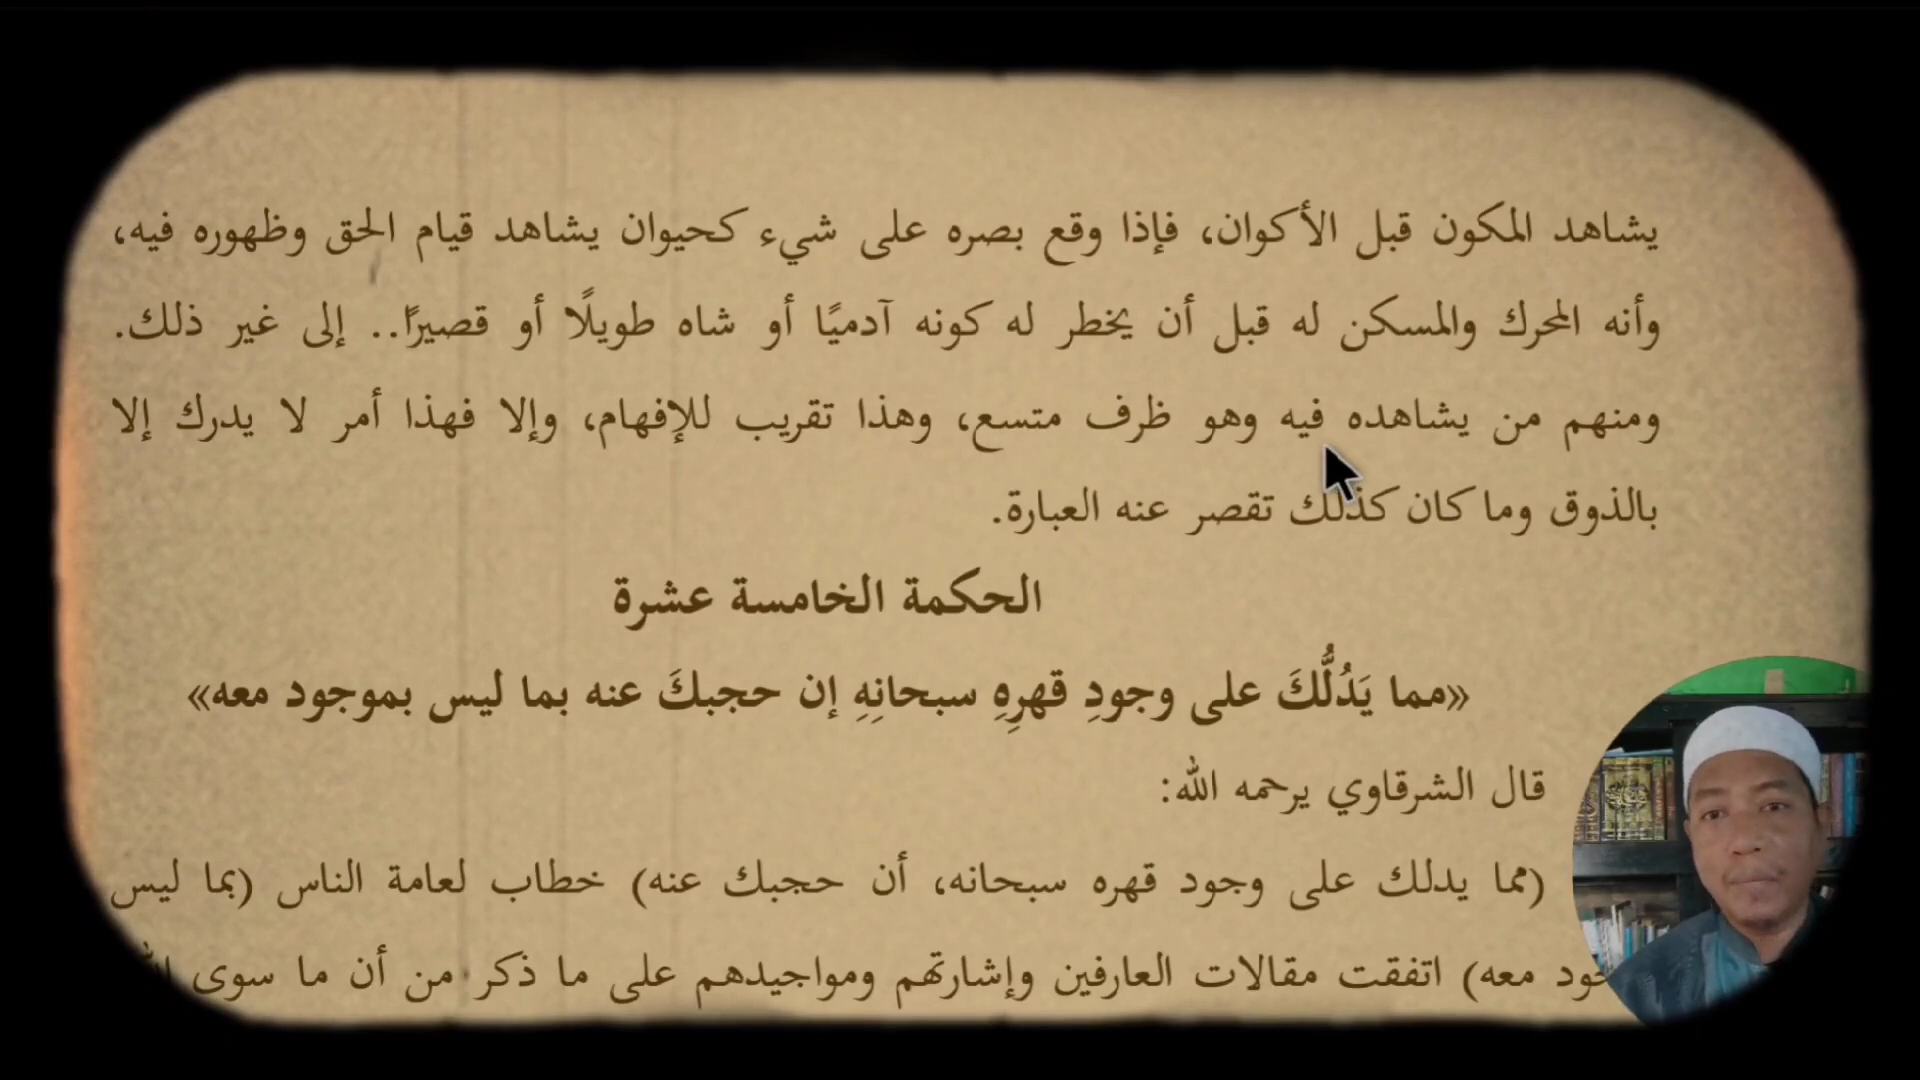 يشاهد المكون قبل الأكوان، فإذا وقع بصره على شيء كحيوان يشاهد قيام الحق وظهوره فيه،
وأنه المحرك والمسكن له قبل أن يخطر له كونه آدميًا أو شاه طويلًا أو قصيرًا.. إلى غير ذلك.
ومنهم من يشاهده فيه وهو ظرف متسع، وهذا تقريب للإفهام، وإلا فهذا أمر لا يدرك إلا
بالذوق وما كان كذلك تقصر عنه العبارة.
الحكمة الخامسة عشرة
«مما يَدُلُّكَ على وجودِ قهرِهِ سبحانِهِ إن حجبكَ عنه بما ليس بموجود معه»
قال الشرقاوي يرحمه الله:
(مما يدلك على وجود قهره سبحانه، أن حجبك عنه) خطاب لعامة الناس (بما ليس
معه) اتفقت مقالات العارفين وإشارتهم ومواجيدهم على ما ذكر من أن ما سوى